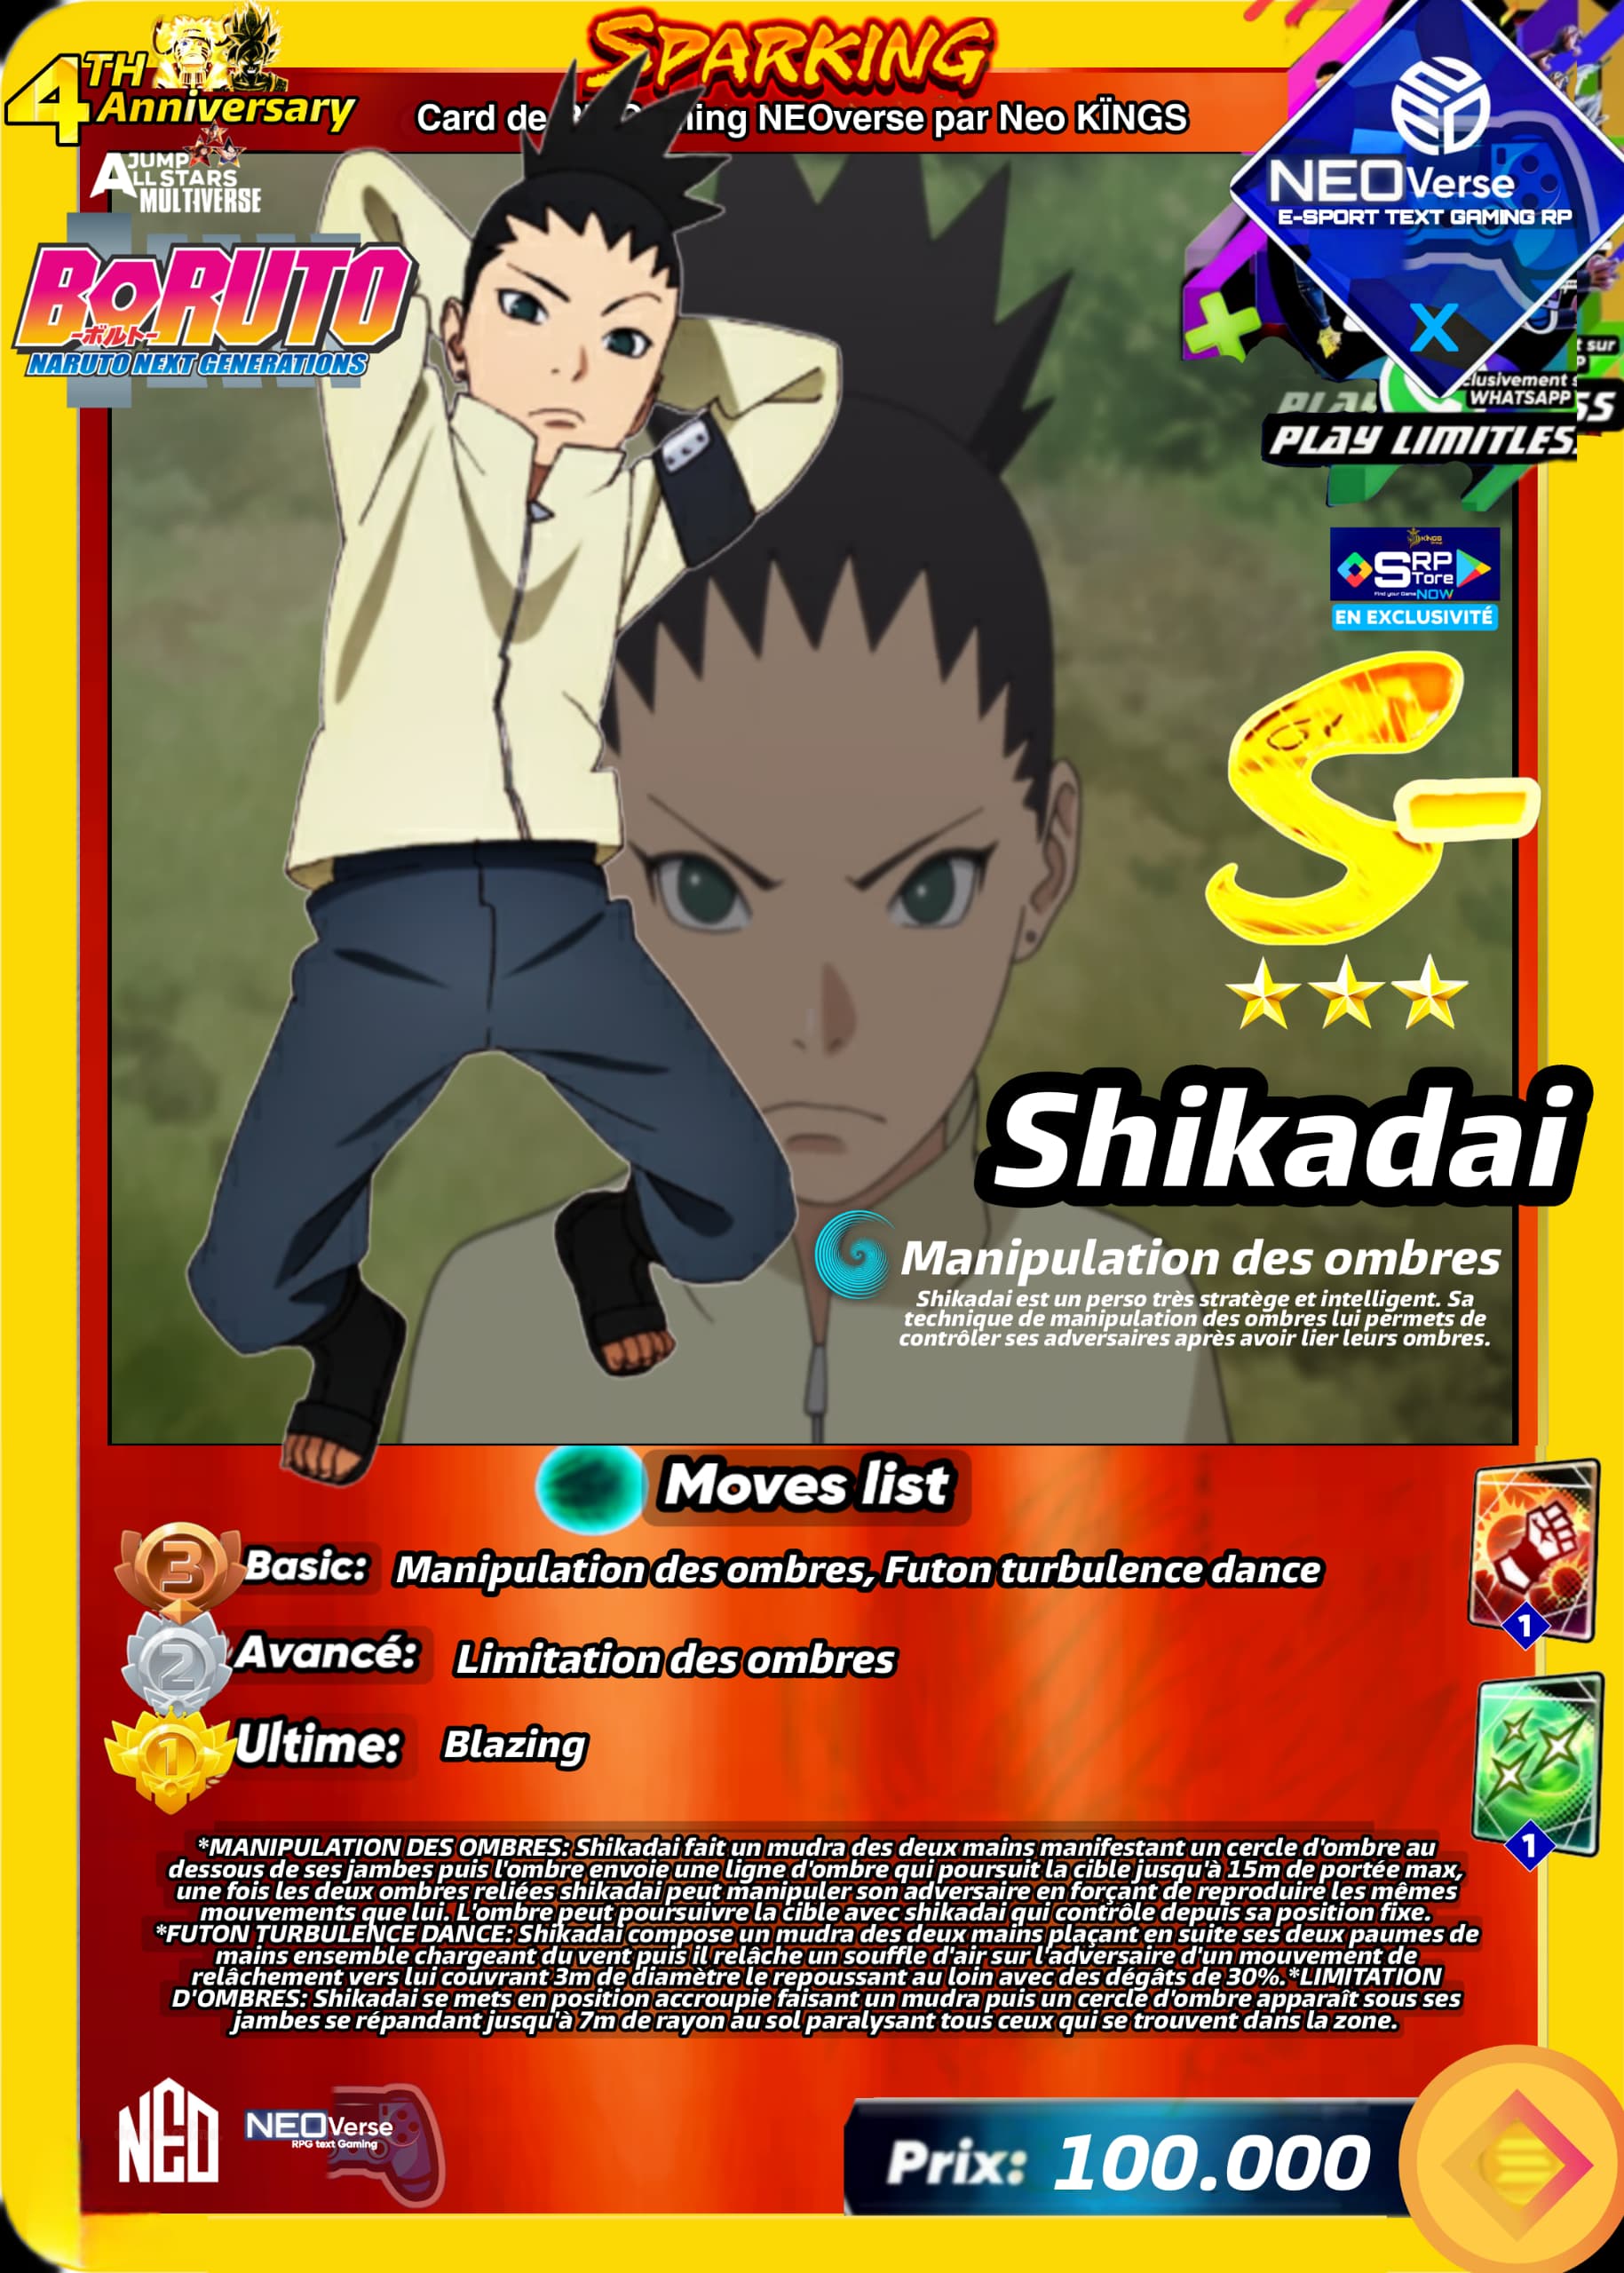 4TH
Anniversary
SPARKING
Card de ing NEOverse par Neo KÏNGS
JUMP
ALL STARS
MULTIVERSE
BORUTO
-ボルト-
NARUTO NEXT GENERATIONS
NEO
NEOVerse
E-SPORT TEXT GAMING RP
X
t sur
clusivement s
WHATSAPP
PLAY LIMITLES
SRP
Tore
Find your Game NOW
EN EXCLUSIVITÉ
S-
Shikadai
Manipulation des ombres
Shikadai est un perso très stratège et intelligent. Sa
technique de manipulation des ombres lui permets de
contrôler ses adversaires après avoir lier leurs ombres.
Moves list
3 Basic: Manipulation des ombres, Futon turbulence dance
2 Avancé: Limitation des ombres
1 Ultime: Blazing
1
1
*MANIPULATION DES OMBRES: Shikadai fait un mudra des deux mains manifestant un cercle d'ombre au
dessous de ses jambes puis l'ombre envoie une ligne d'ombre qui poursuit la cible jusqu'à 15m de portée max,
une fois les deux ombres reliées shikadai peut manipuler son adversaire en forçant de reproduire les mêmes
mouvements que lui. L'ombre peut poursuivre la cible avec shikadai qui contrôle depuis sa position fixe.
*FUTON TURBULENCE DANCE: Shikadai compose un mudra des deux mains plaçant en suite ses deux paumes de
mains ensemble chargeant du vent puis il relâche un souffle d'air sur l'adversaire d'un mouvement de
relâchement vers lui couvrant 3m de diamètre le repoussant au loin avec des dégâts de 30%.*LIMITATION
D'OMBRES: Shikadai se mets en position accroupie faisant un mudra puis un cercle d'ombre apparaît sous ses
jambes se répandant jusqu'à 7m de rayon au sol paralysant tous ceux qui se trouvent dans la zone.
NEO
NEOVerse
RPG text Gaming
Prix: 100.000